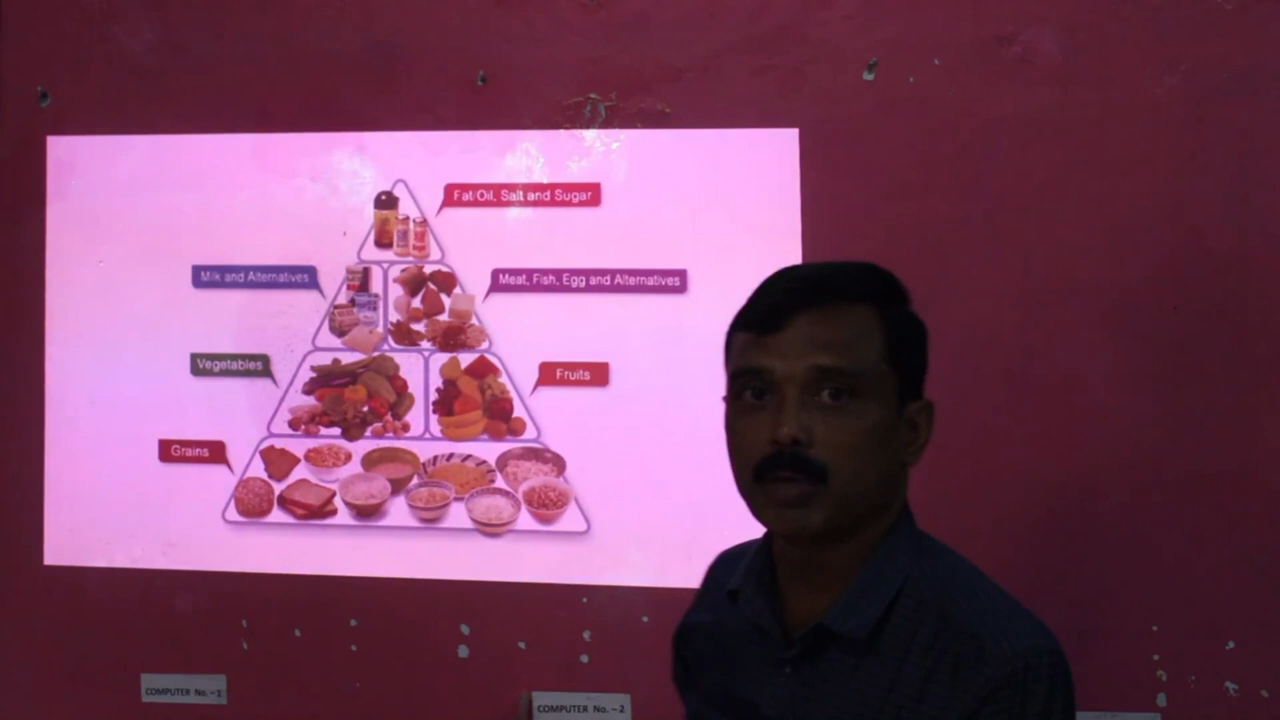 Fat/Oil, Salt and Sugar
Milk and Alternatives
Meat, Fish, Egg and Alternatives
Vegetables
Fruits
Grains
COMPUTER No. – 1
COMPUTER No. – 2